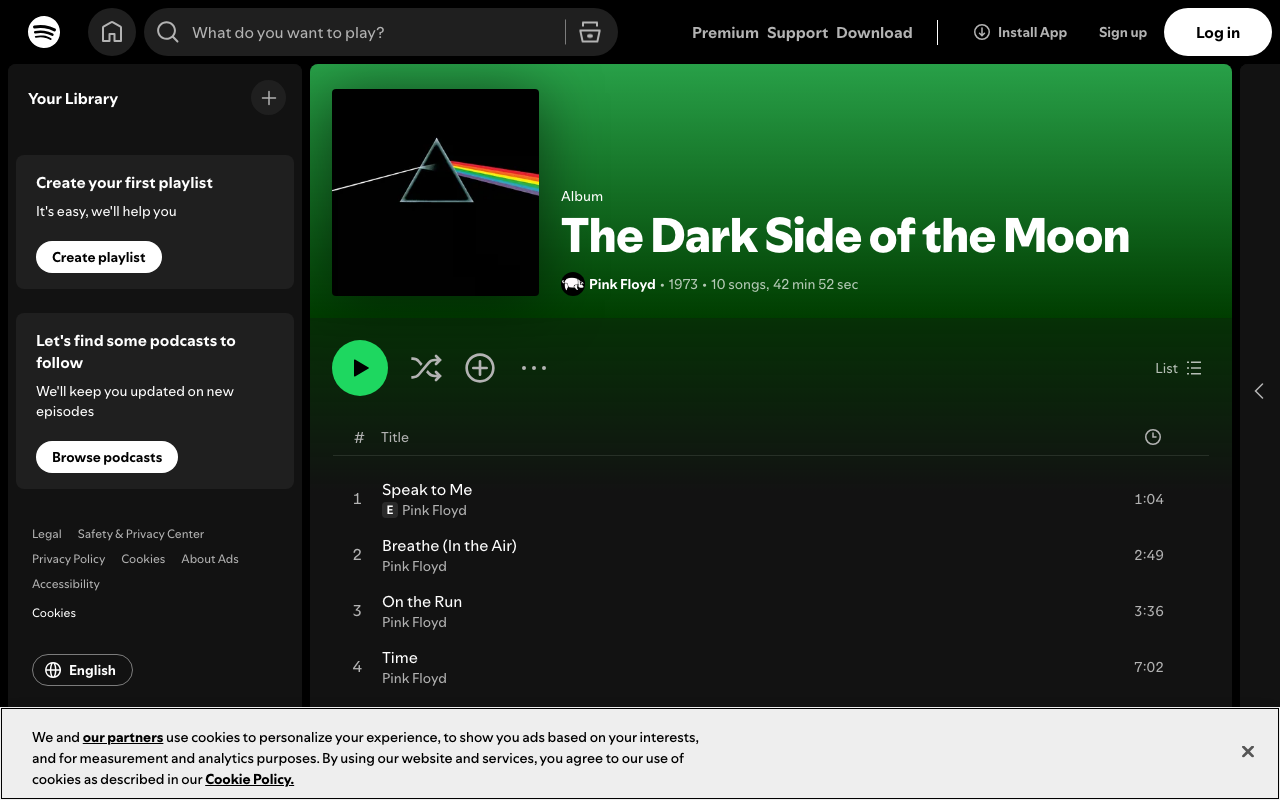 What do you want to play?
Premium Support Download
Install App
Sign up
Log in
Your Library
Create your first playlist
It's easy, we'll help you
Create playlist
Let's find some podcasts to
follow
We'll keep you updated on new
episodes
Browse podcasts
Legal Safety & Privacy Center
Privacy Policy Cookies About Ads
Accessibility
Cookies
English
Album
The Dark Side of the Moon
Pink Floyd • 1973 • 10 songs, 42 min 52 sec
List
# Title
1 Speak to Me 1:04
E Pink Floyd
2 Breathe (In the Air) 2:49
Pink Floyd
3 On the Run 3:36
Pink Floyd
4 Time 7:02
Pink Floyd
We and our partners use cookies to personalize your experience, to show you ads based on your interests,
and for measurement and analytics purposes. By using our website and services, you agree to our use of
cookies as described in our Cookie Policy.